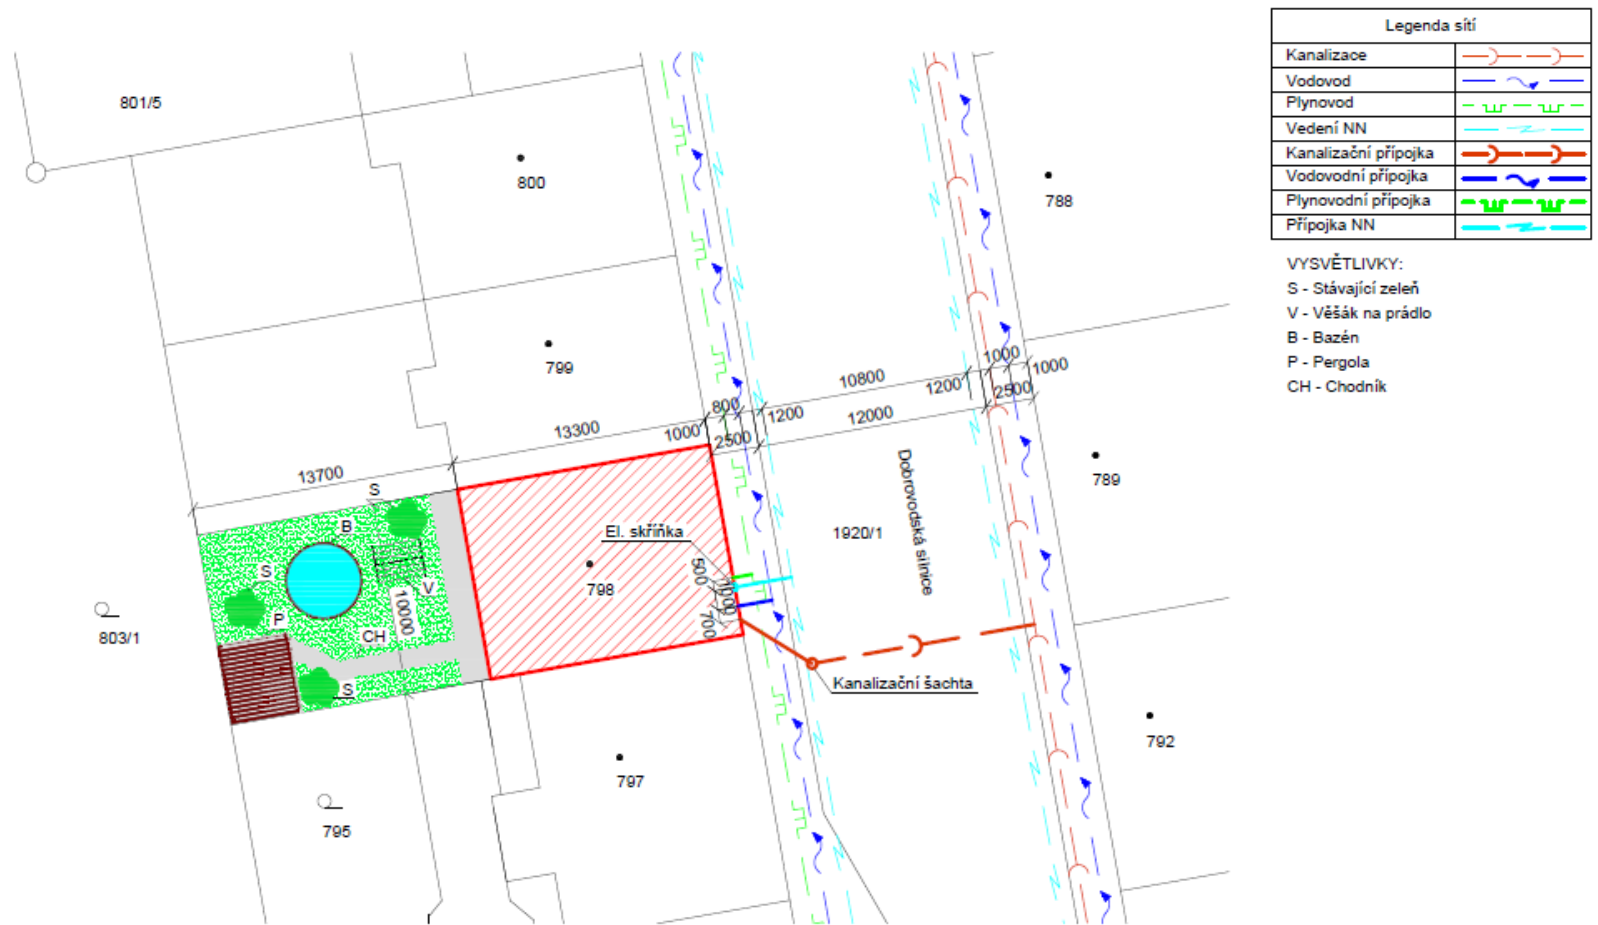 Legenda sítí
Kanalizace
Vodovod
Plynovod
Vedení NN
Kanalizační přípojka
Vodovodní přípojka
Plynovodní přípojka
Přípojka NN
VYSVĚTLIVKY:
S - Stávající zeleň
V - Věšák na prádlo
B - Bazén
P - Pergola
CH - Chodník
801/5
800
788
799
1000
1000
10800
1200
2500
800
1200
12000
13300
1000
2500
13700
789
Dobrovodská silnice
S
B
El. skříňka
1920/1
S
V
798
500
1000
700
10000
P
CH
803/1
S
Kanalizační šachta
797
792
795